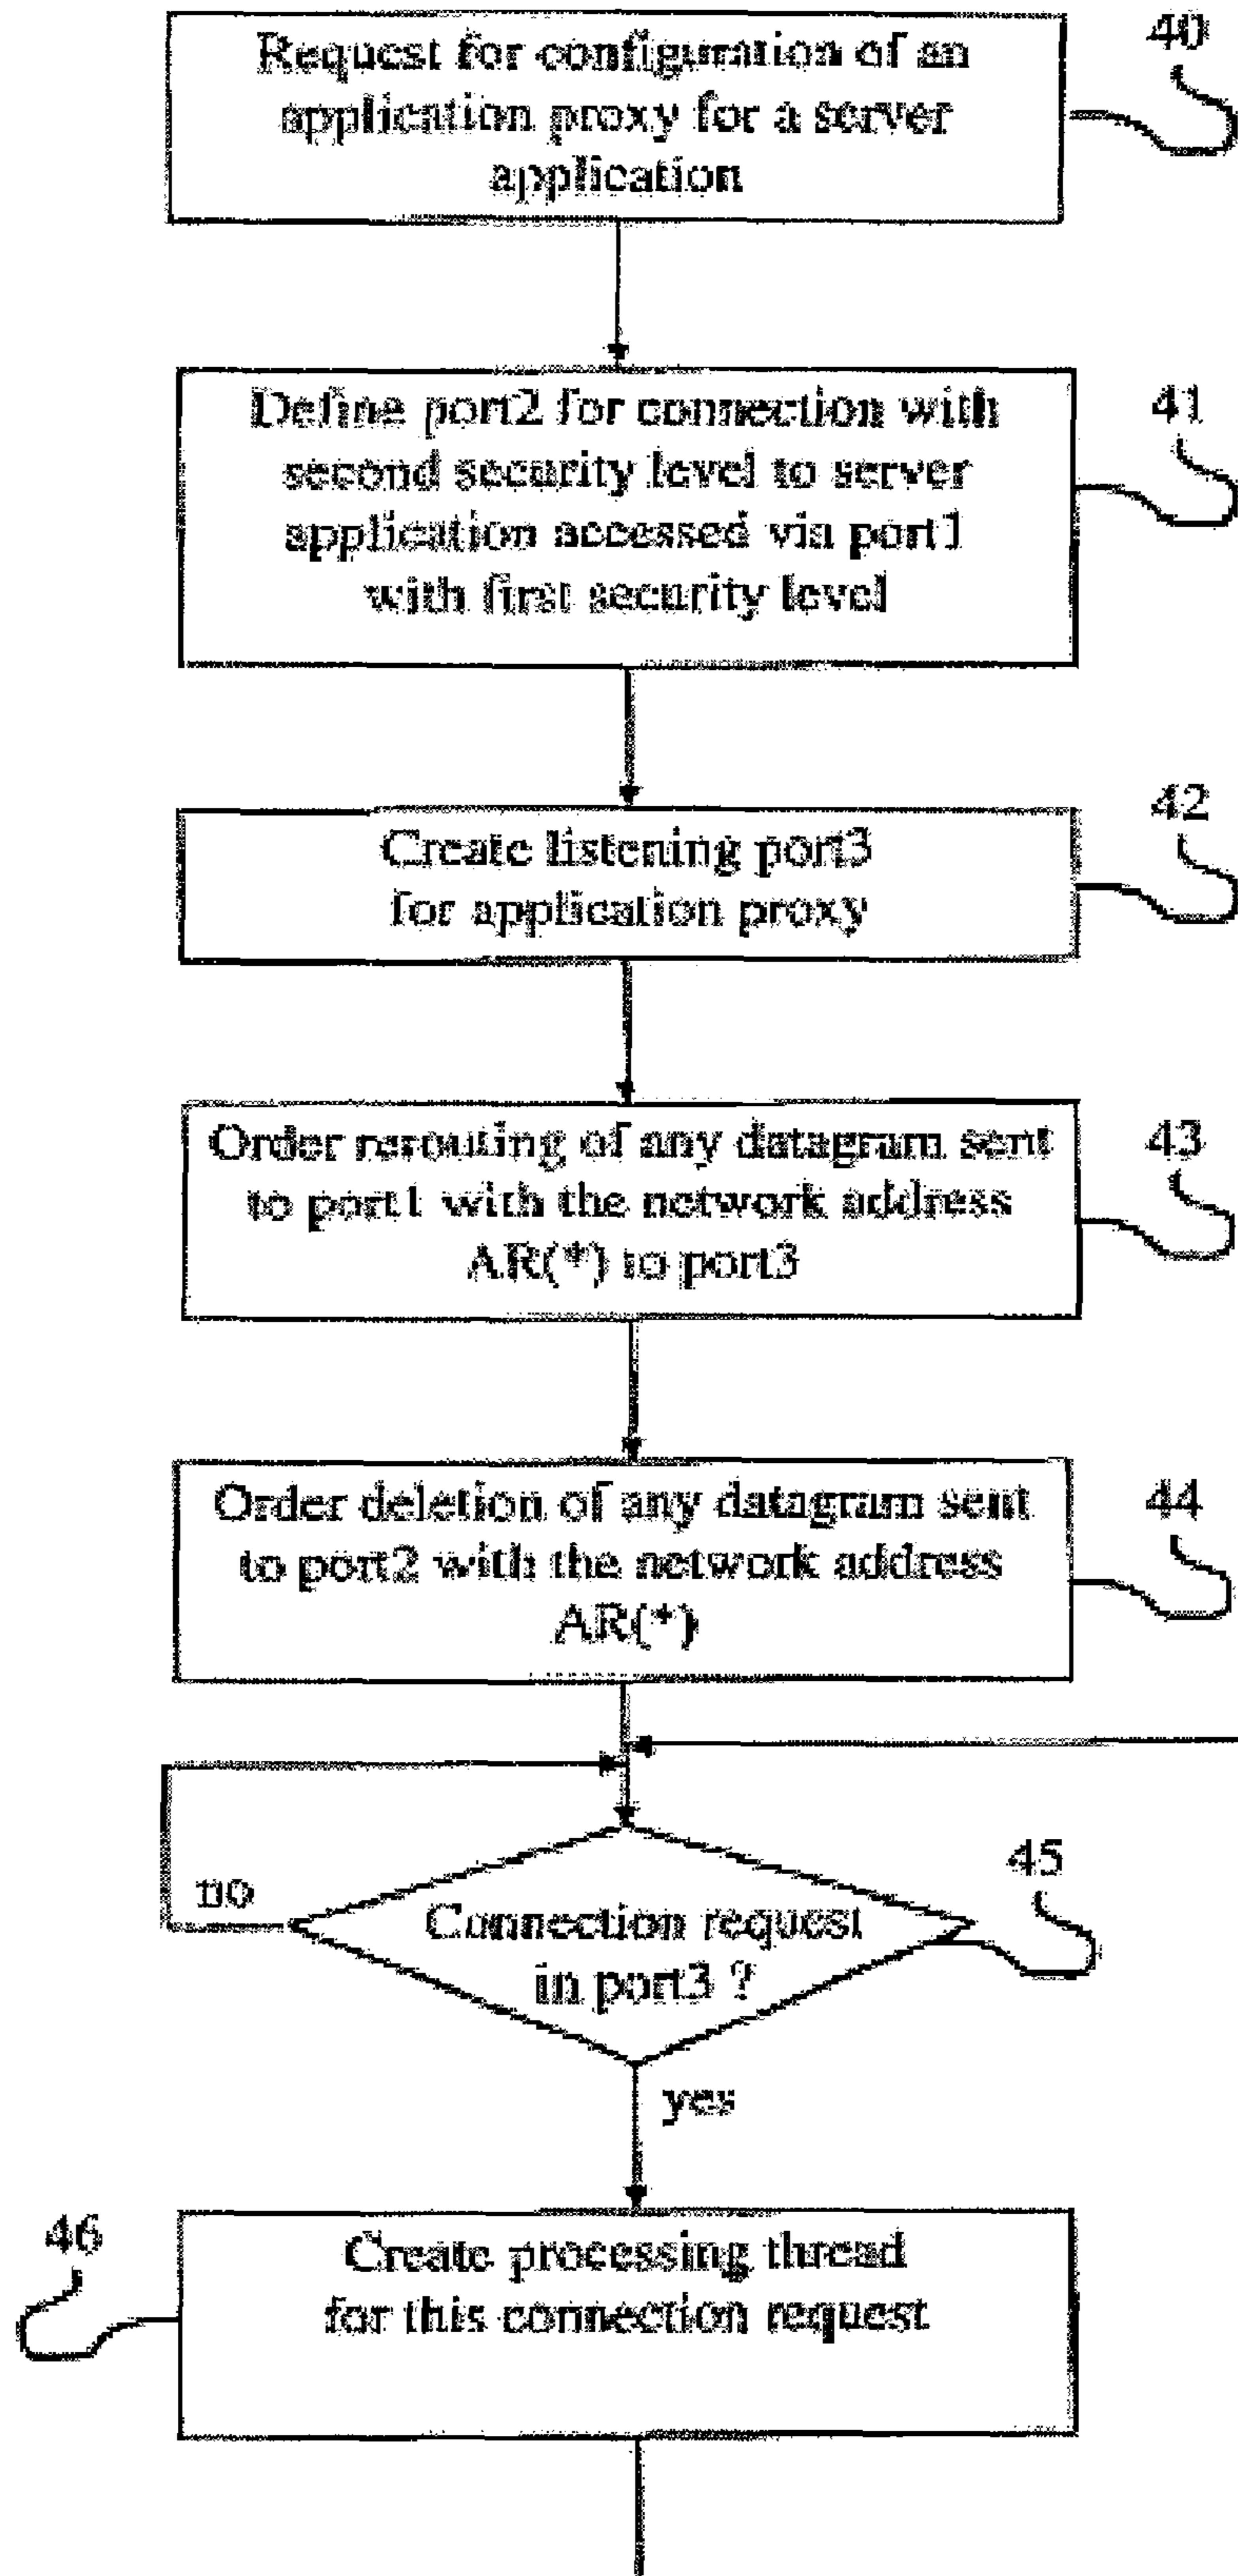 40
Request for configuration of an
application proxy for a server
application
41
Define port2 for connection with
second security level to server
application accessed via port1
with first security level
42
Create listening port3
for application proxy
43
Order rerouting of any datagram sent
to port1 with the network address
AR(*) to port3
44
Order deletion of any datagram sent
to port2 with the network address
AR(*)
45
no
Connection request
in port3 ?
yes
46
Create processing thread
for this connection request